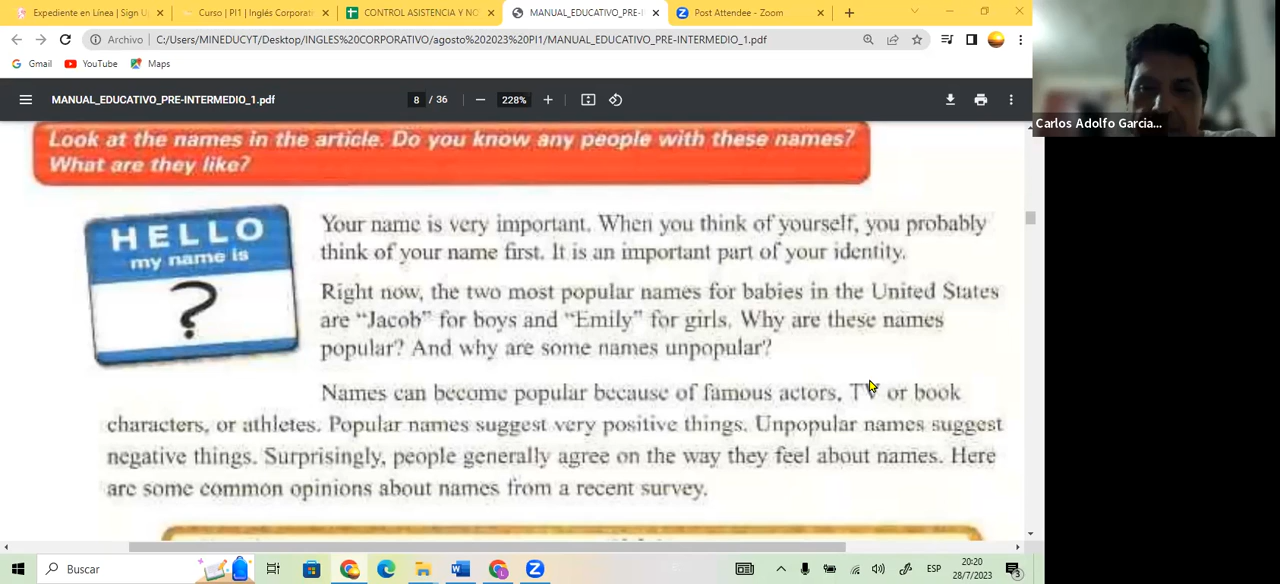 Expediente en Línea | Sign U
Curso | PI1 | Inglés Corporati
CONTROL ASISTENCIA Y NO
MANUAL_EDUCATIVO_PRE-I
Post Attendee - Zoom
Archivo
C:/Users/MINEDUCYT/Desktop/INGLES%20CORPORATIVO/agosto%202023%20PI1/MANUAL_EDUCATIVO_PRE-INTERMEDIO_1.pdf
Gmail
YouTube
Maps
MANUAL_EDUCATIVO_PRE-INTERMEDIO_1.pdf
8 / 36
228%
Carlos Adolfo Garcia...
Look at the names in the article. Do you know any people with these names?
What are they like?
HELLO
my name is
?
Your name is very important. When you think of yourself, you probably
think of your name first. It is an important part of your identity.
Right now, the two most popular names for babies in the United States
are “Jacob” for boys and “Emily” for girls. Why are these names
popular? And why are some names unpopular?
Names can become popular because of famous actors, TV or book
characters, or athletes. Popular names suggest very positive things. Unpopular names suggest
negative things. Surprisingly, people generally agree on the way they feel about names. Here
are some common opinions about names from a recent survey.
Buscar
ESP
20:20
28/7/2023
3